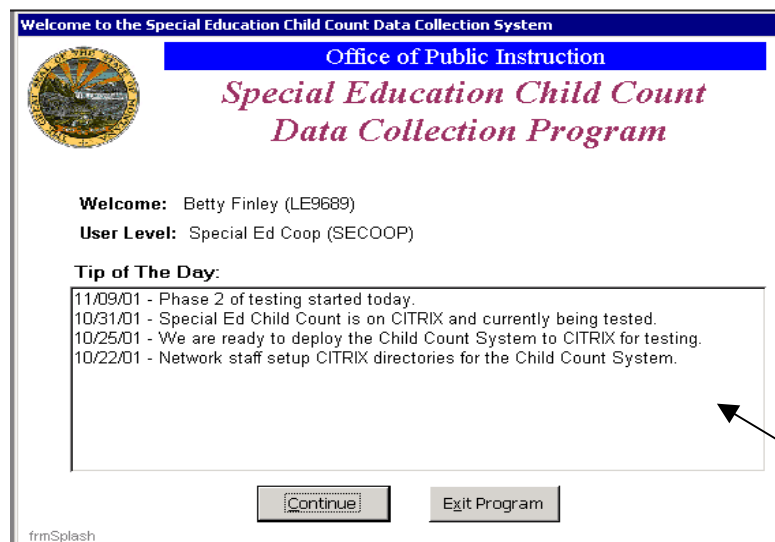 Welcome to the Special Education Child Count Data Collection System
Office of Public Instruction
Special Education Child Count
Data Collection Program
Welcome: Betty Finley (LE9689)
User Level: Special Ed Coop (SECOOP)
Tip of The Day:
11/09/01 - Phase 2 of testing started today.
10/31/01 - Special Ed Child Count is on CITRIX and currently being tested.
10/25/01 - We are ready to deploy the Child Count System to CITRIX for testing.
10/22/01 - Network staff setup CITRIX directories for the Child Count System.
Continue
Exit Program
frmSplash